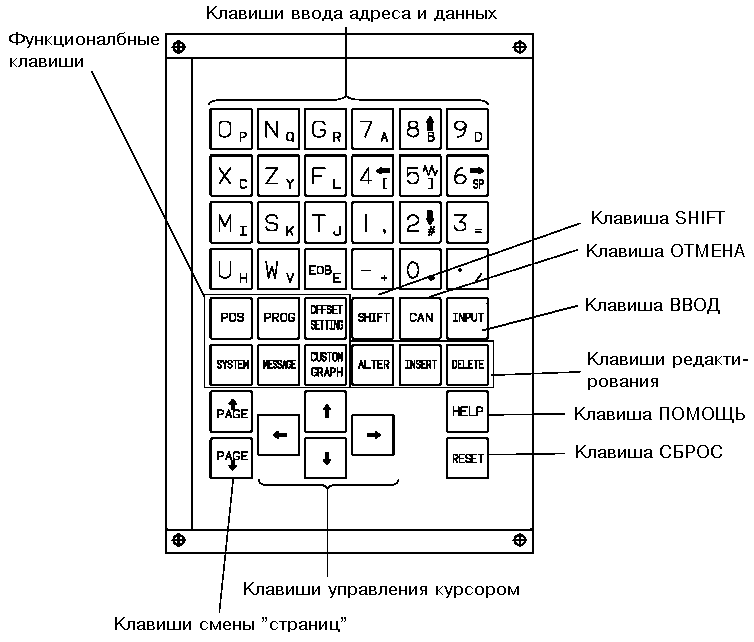 Клавиши ввода адреса и данных
Функционалбные
клавиши
O P N Q G R 7 A 8 B 9 D
X C Z Y F L 4 [ 5 ] 6 SP
M I S K T J 1 , 2 # 3 =
U H W V EOB E - + 0 * . /
Клавиша SHIFT
Клавиша ОТМЕНА
POS PROG OFFSET SETTING SHIFT CAN INPUT
Клавиша ВВОД
SYSTEM MESSAGE CUSTOM GRAPH ALTER INSERT DELETE
Клавиши редакти-
рования
PAGE HELP
Клавиша ПОМОЩЬ
PAGE RESET
Клавиша СБРОС
Клавиши управления курсором
Клавиши смены "страниц"